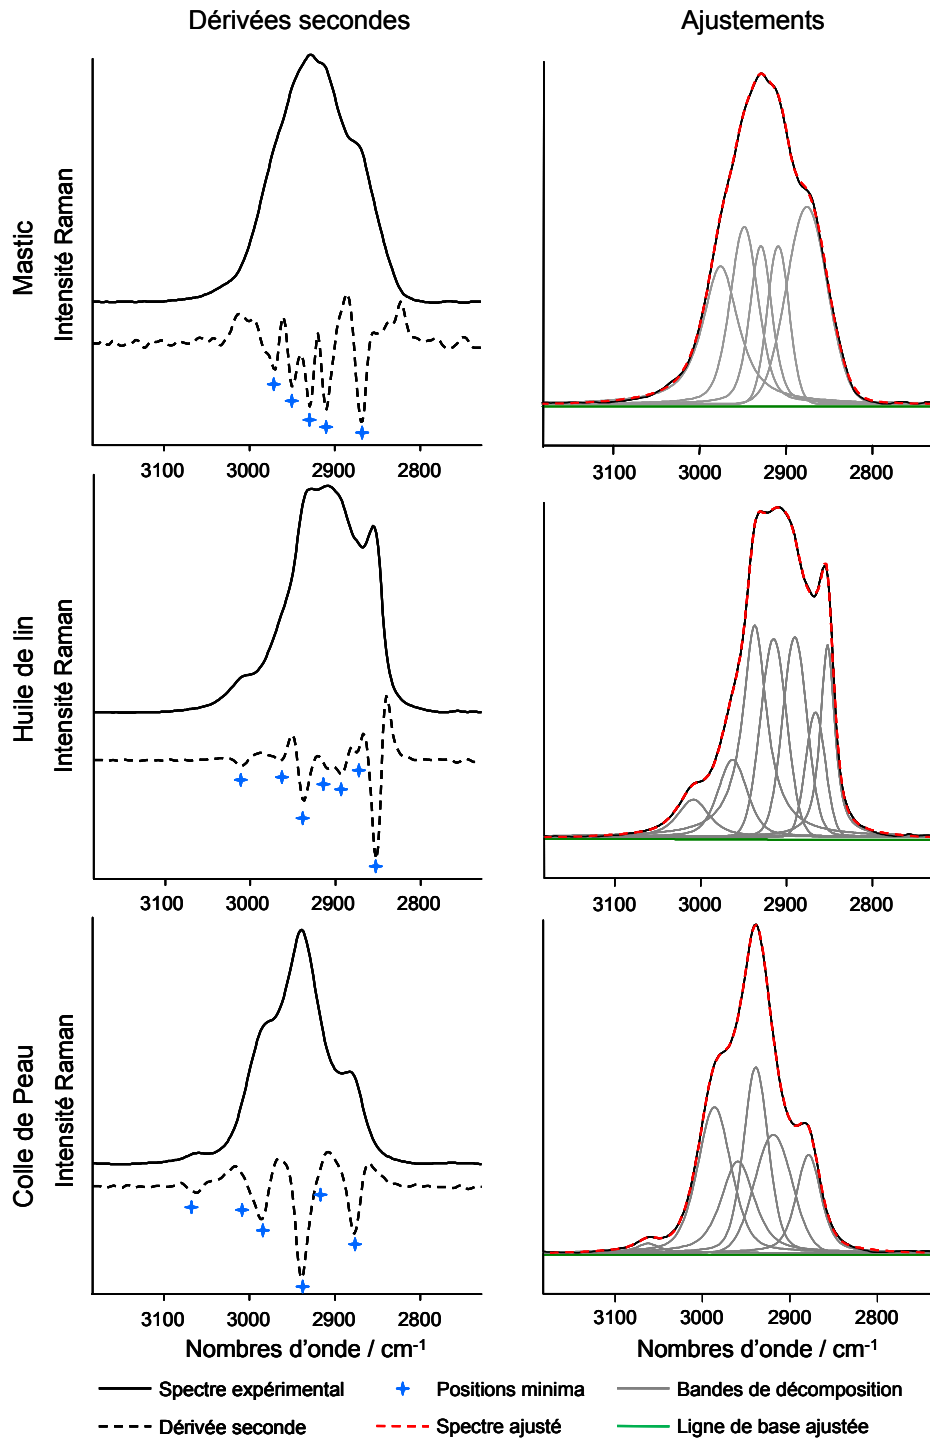 Dérivées secondes
Ajustements
Mastic
Intensité Raman
3100 3000 2900 2800
3100 3000 2900 2800
Huile de lin
Intensité Raman
3100 3000 2900 2800
3100 3000 2900 2800
Colle de Peau
Intensité Raman
3100 3000 2900 2800
3100 3000 2900 2800
Nombres d'onde / cm⁻¹
Nombres d'onde / cm⁻¹
Spectre expérimental
Positions minima
Bandes de décomposition
Dérivée seconde
Spectre ajusté
Ligne de base ajustée